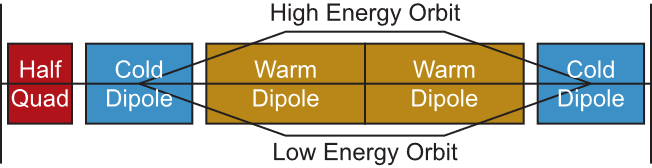 High Energy Orbit
Half
Quad
Cold
Dipole
Warm
Dipole
Warm
Dipole
Cold
Dipole
Low Energy Orbit